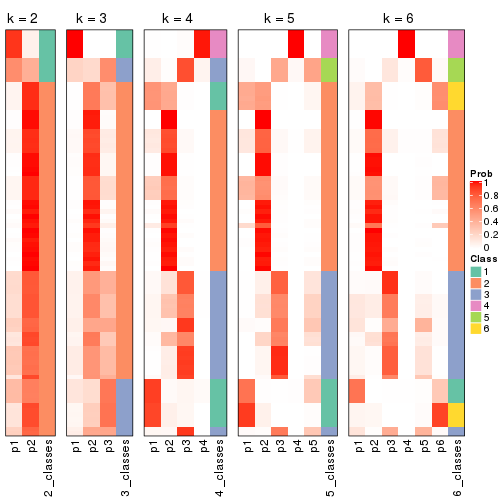 k = 2
k = 3
k = 4
k = 5
k = 6
Prob
1
0.8
0.6
0.4
0.2
0
Class
1
2
3
4
5
6
p1
p2
2_classes
p1
p2
p3
3_classes
p1
p2
p3
p4
4_classes
p1
p2
p3
p4
p5
5_classes
p1
p2
p3
p4
p5
p6
6_classes